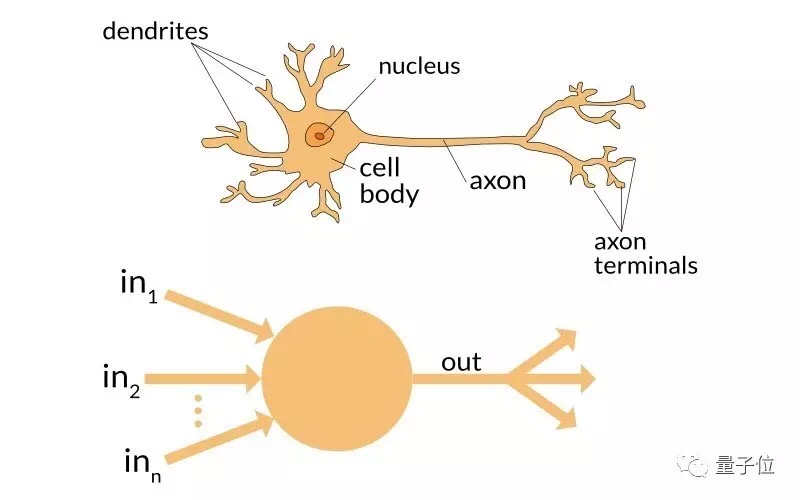 dendrites
nucleus
cell
body
axon
axon
terminals
in1
out
in2
inn
量子位